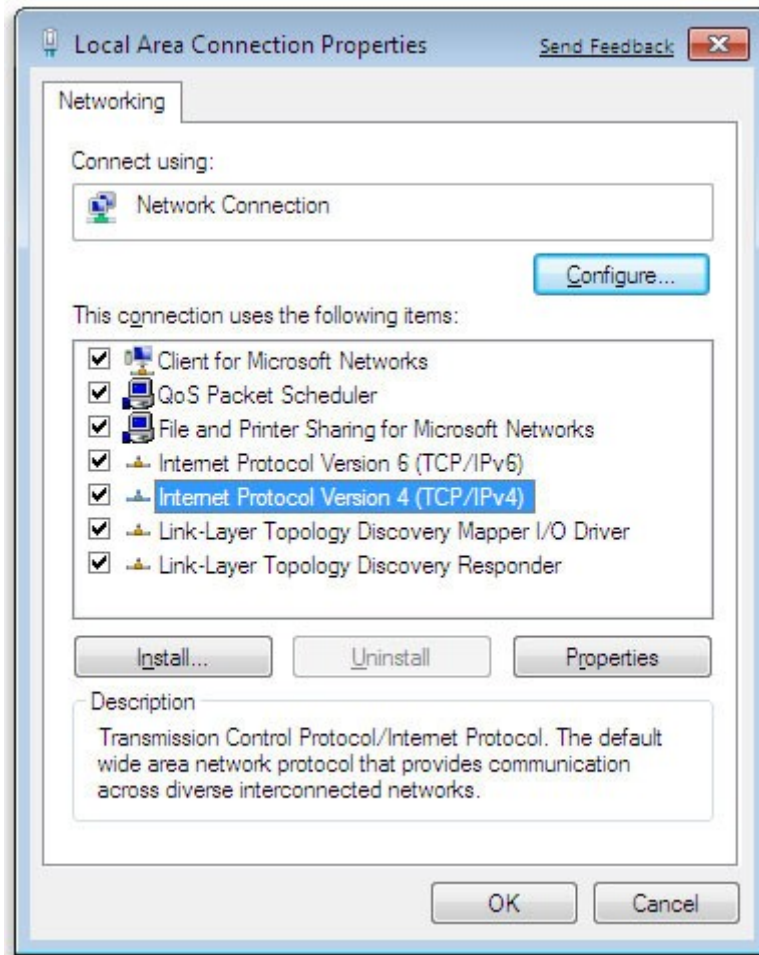 Local Area Connection Properties
Send Feedback
Networking
Connect using:
Network Connection
Configure...
This connection uses the following items:
Client for Microsoft Networks
QoS Packet Scheduler
File and Printer Sharing for Microsoft Networks
Internet Protocol Version 6 (TCP/IPv6)
Internet Protocol Version 4 (TCP/IPv4)
Link-Layer Topology Discovery Mapper I/O Driver
Link-Layer Topology Discovery Responder
Install...
Uninstall
Properties
Description
Transmission Control Protocol/Internet Protocol. The default
wide area network protocol that provides communication
across diverse interconnected networks.
OK
Cancel